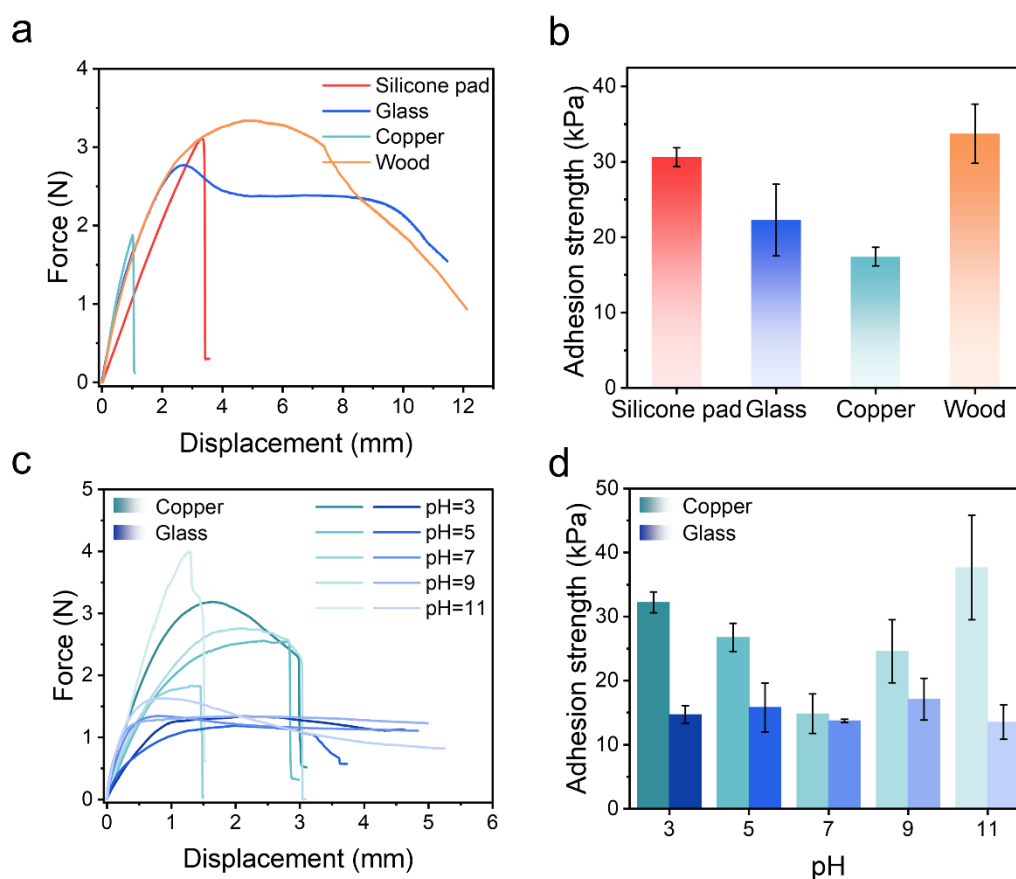 a
Force (N)
4
3
2
1
0
0 2 4 6 8 10 12
Displacement (mm)
Silicone pad
Glass
Copper
Wood
b
Adhesion strength (kPa)
40
30
20
10
0
Silicone pad Glass Copper Wood
c
Force (N)
5
4
3
2
1
0
0 1 2 3 4 5 6
Displacement (mm)
Copper
Glass
pH=3
pH=5
pH=7
pH=9
pH=11
d
Adhesion strength (kPa)
50
40
30
20
10
0
3 5 7 9 11
pH
Copper
Glass